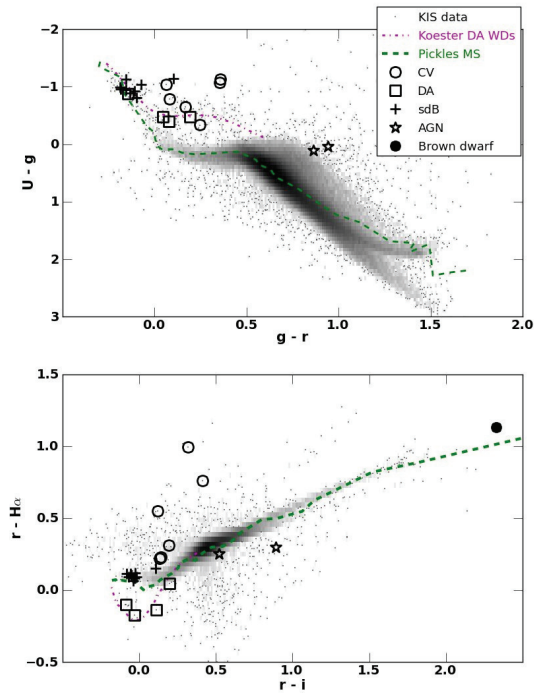 −2
−1
0
1
2
3
U - g
0.0
0.5
1.0
1.5
2.0
g - r
KIS data
Koester DA WDs
Pickles MS
CV
DA
sdB
AGN
Brown dwarf
1.5
1.0
0.5
0.0
−0.5
r - Hα
0.0
0.5
1.0
1.5
2.0
2.5
r - i